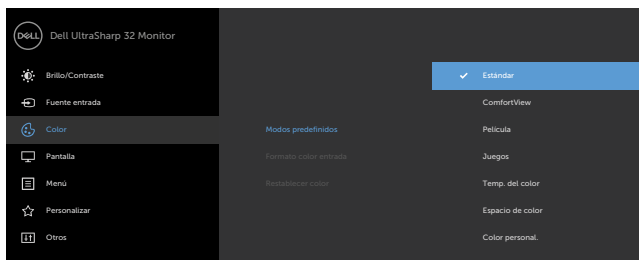 DELL Dell UltraSharp 32 Monitor
Brillo/Contraste
Fuente entrada
Color
Pantalla
Menú
Personalizar
Otros
Modos predefinidos
Formato color entrada
Restablecer color
Estándar
ComfortView
Película
Juegos
Temp. del color
Espacio de color
Color personal.